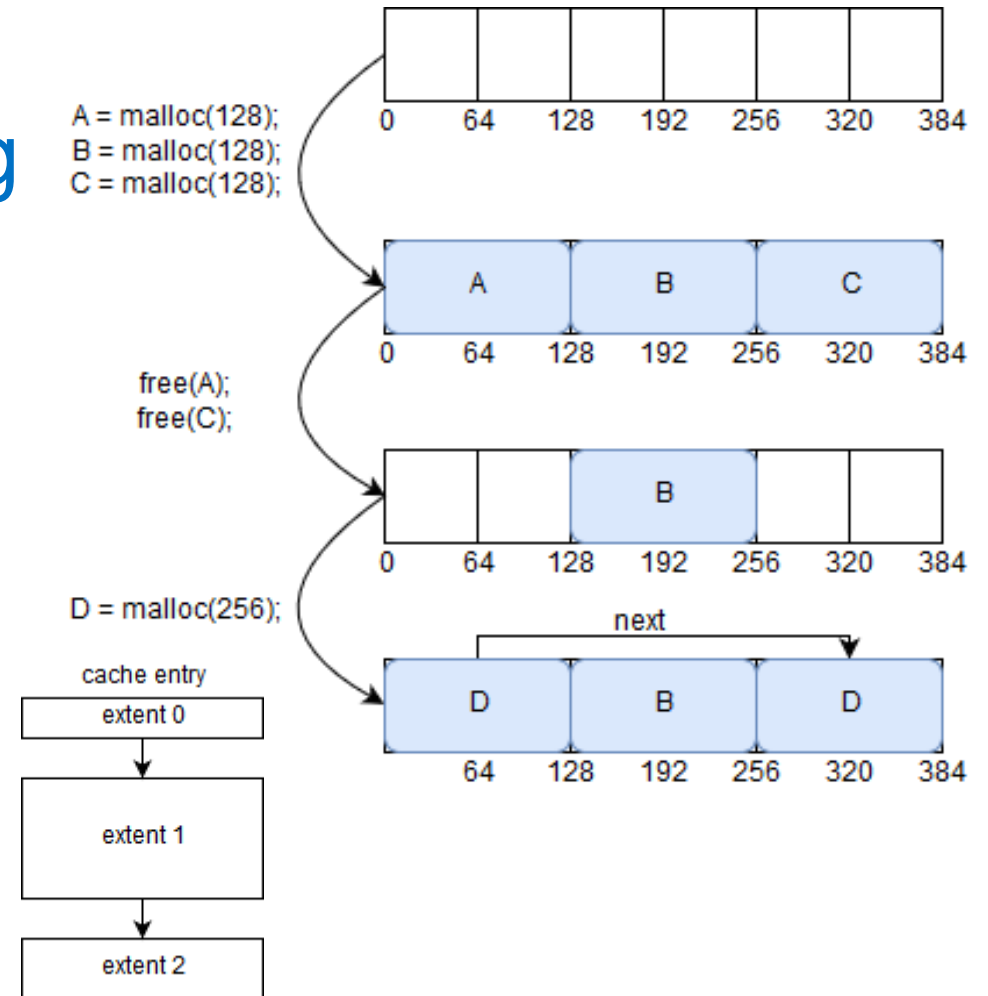 g
0 64 128 192 256 320 384
A = malloc(128);
B = malloc(128);
C = malloc(128);
A B C
0 64 128 192 256 320 384
free(A);
free(C);
B
0 64 128 192 256 320 384
D = malloc(256);
next
D B D
64 128 192 256 320 384
cache entry
extent 0
extent 1
extent 2